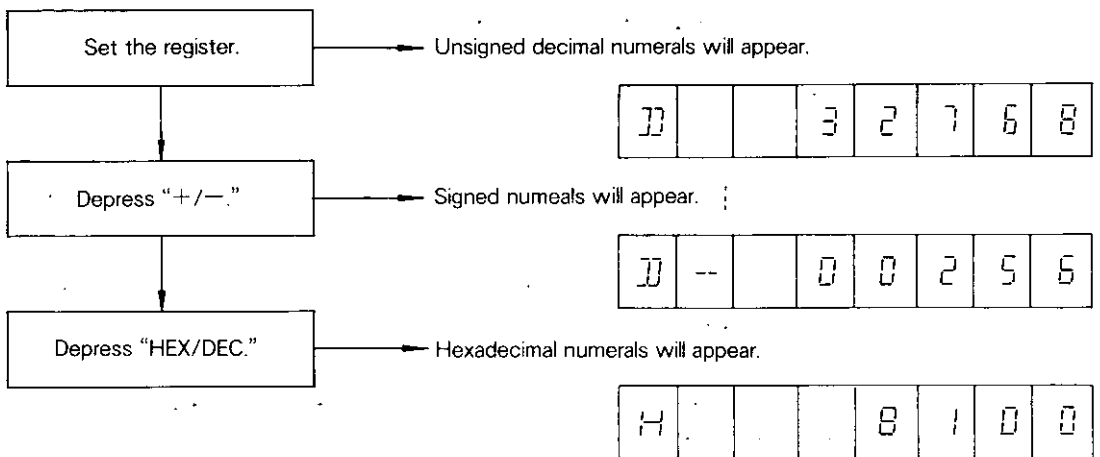 Set the register.
Unsigned decimal numerals will appear.
D 3 2 7 6 8
Depress "+/−."
Signed numeals will appear.
D - 0 0 2 5 6
Depress "HEX/DEC."
Hexadecimal numerals will appear.
H 8 1 0 0